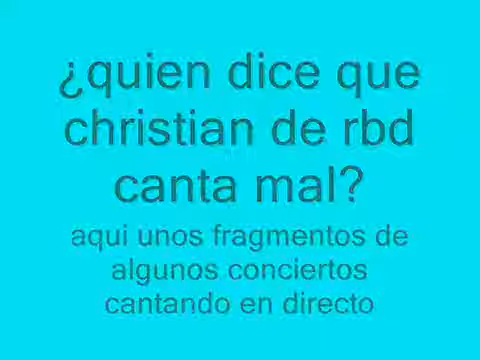 ¿quien dice que
christian de rbd
canta mal?
aqui unos fragmentos de
algunos conciertos
cantando en directo